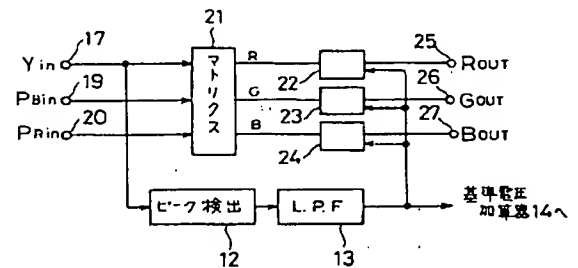 21
17
Yin
19
PBin
20
PRin
マトリクス
R
G
B
22
23
24
25
ROUT
26
GOUT
27
BOUT
ピーク検出
12
L.P.F
13
基準電圧
加算器14へ